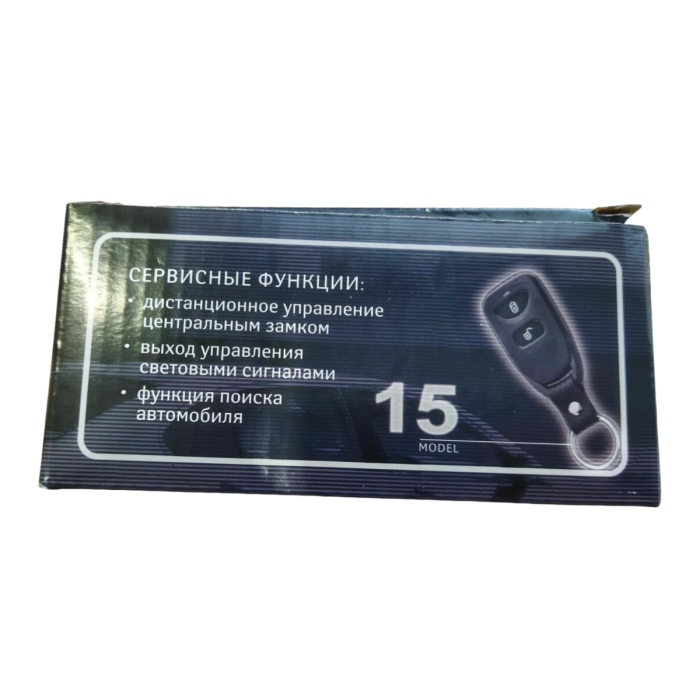 СЕРВИСНЫЕ ФУНКЦИИ:
• дистанционное управление
центральным замком
• выход управления
световыми сигналами
• функция поиска
автомобиля
15
MODEL